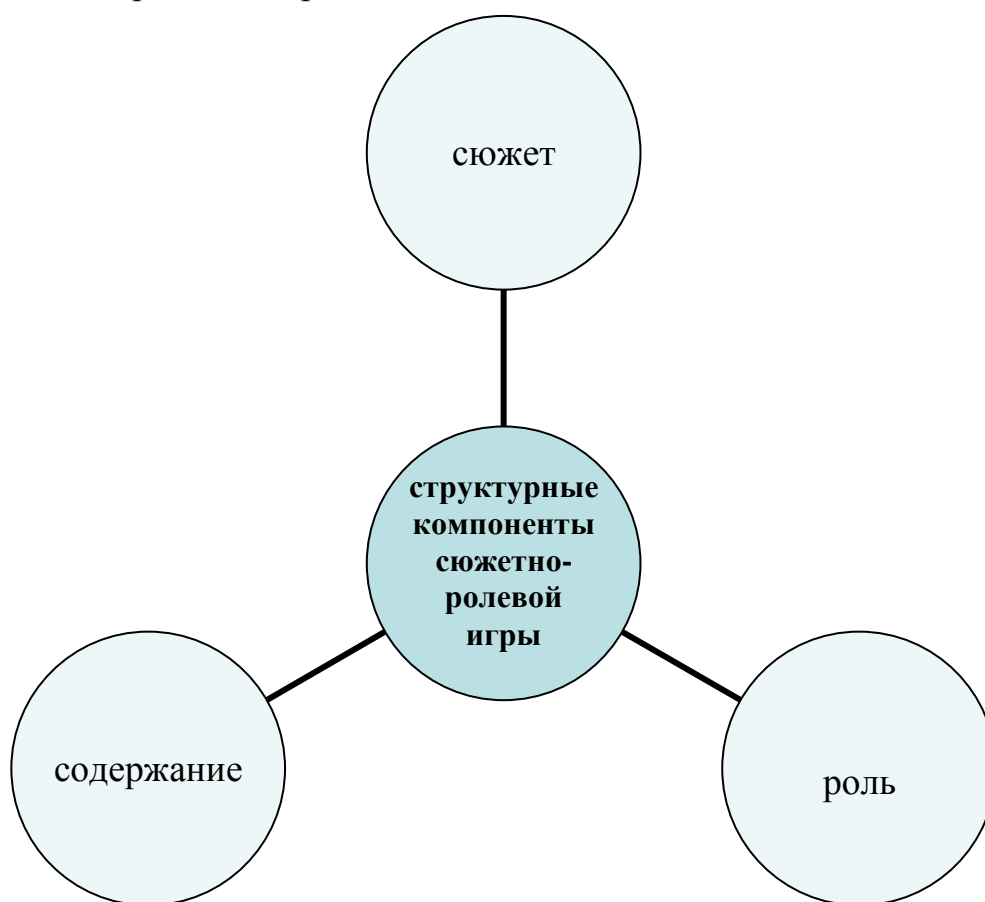 сюжет
структурные
компоненты
сюжетно-
ролевой
игры
содержание
роль